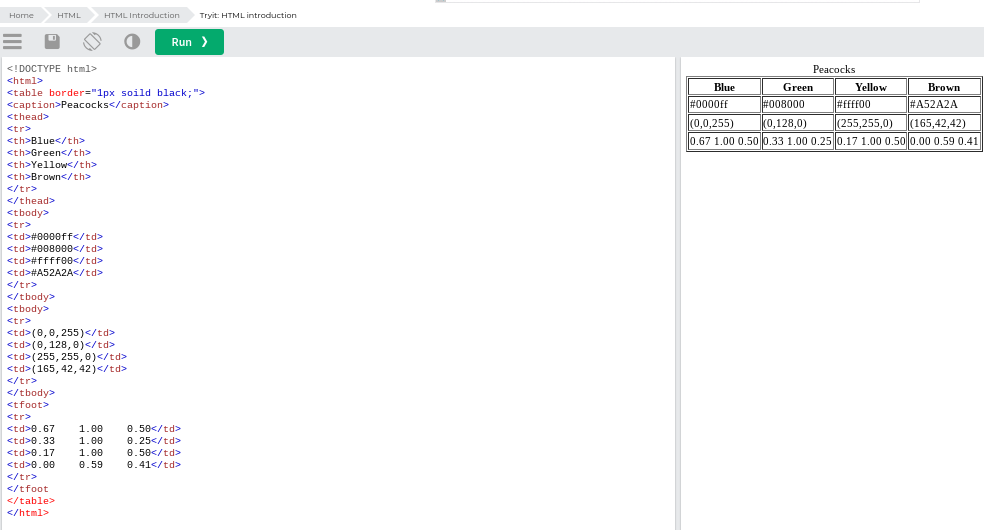 Home HTML HTML Introduction Tryit: HTML introduction
Run ❯
<!DOCTYPE html>
<html>
<table border="1px soild black;">
<caption>Peacocks</caption>
<thead>
<tr>
<th>Blue</th>
<th>Green</th>
<th>Yellow</th>
<th>Brown</th>
</tr>
</thead>
<tbody>
<tr>
<td>#0000ff</td>
<td>#008000</td>
<td>#ffff00</td>
<td>#A52A2A</td>
</tr>
</tbody>
<tbody>
<tr>
<td>(0,0,255)</td>
<td>(0,128,0)</td>
<td>(255,255,0)</td>
<td>(165,42,42)</td>
</tr>
</tbody>
<tfoot>
<tr>
<td>0.67    1.00    0.50</td>
<td>0.33    1.00    0.25</td>
<td>0.17    1.00    0.50</td>
<td>0.00    0.59    0.41</td>
</tr>
</tfoot
</table>
</html>
Peacocks
Blue Green Yellow Brown
#0000ff #008000 #ffff00 #A52A2A
(0,0,255) (0,128,0) (255,255,0) (165,42,42)
0.67 1.00 0.50 0.33 1.00 0.25 0.17 1.00 0.50 0.00 0.59 0.41